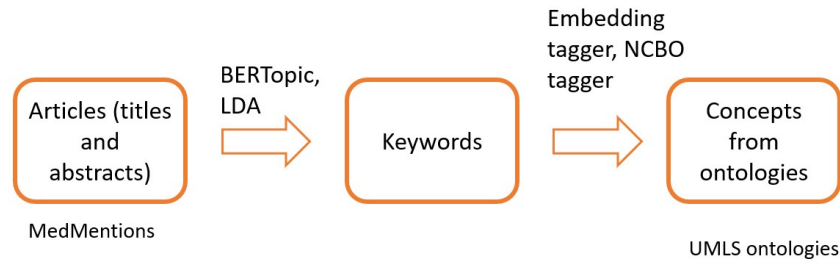 Articles (titles
and
abstracts)
MedMentions
BERTopic,
LDA
Keywords
Embedding
tagger, NCBO
tagger
Concepts
from
ontologies
UMLS ontologies